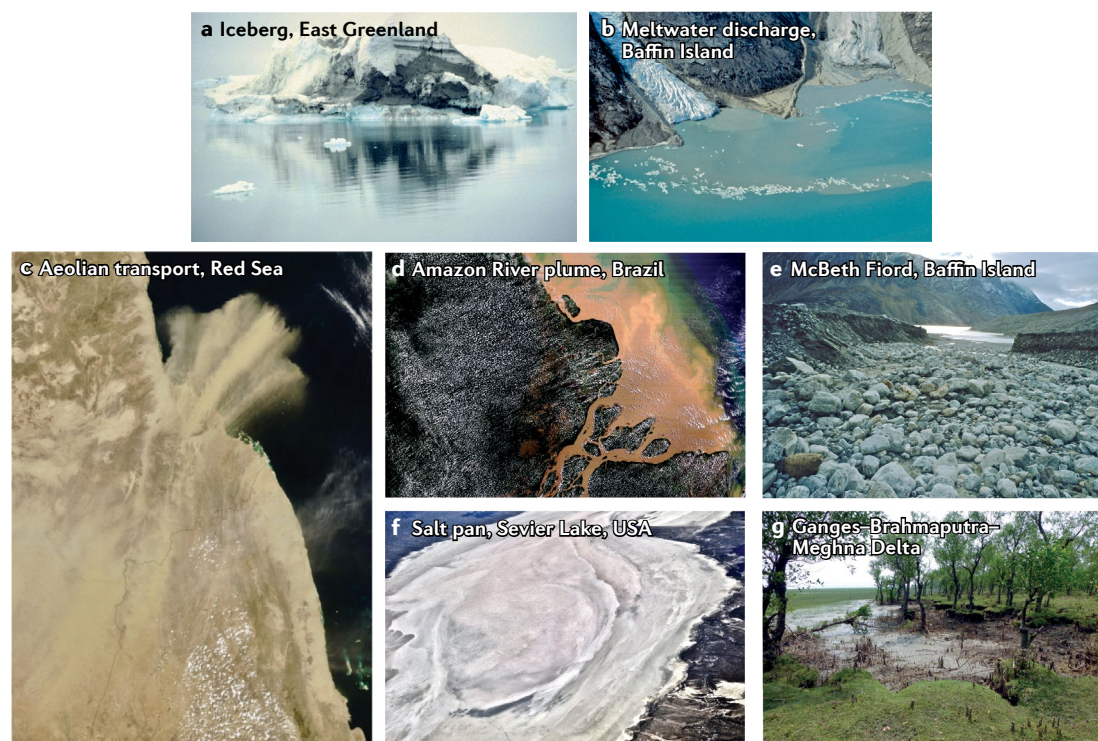 a Iceberg, East Greenland
b Meltwater discharge,
Baffin Island
c Aeolian transport, Red Sea
d Amazon River plume, Brazil
e McBeth Fiord, Baffin Island
f Salt pan, Sevier Lake, USA
g Ganges–Brahmaputra–
Meghna Delta